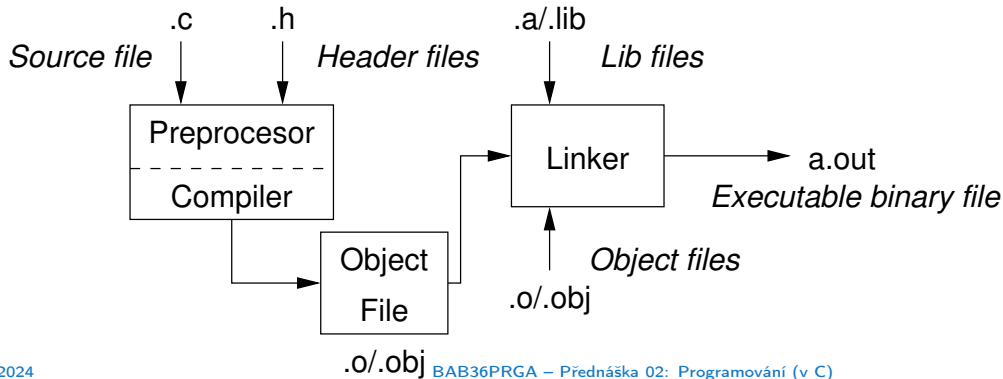 .c
.h
.a/.lib
Source file
Header files
Lib files
Preprocesor
Compiler
Linker
a.out
Executable binary file
Object
File
Object files
.o/.obj
.o/.obj
2024
BAB36PRGA – Přednáška 02: Programování (v C)